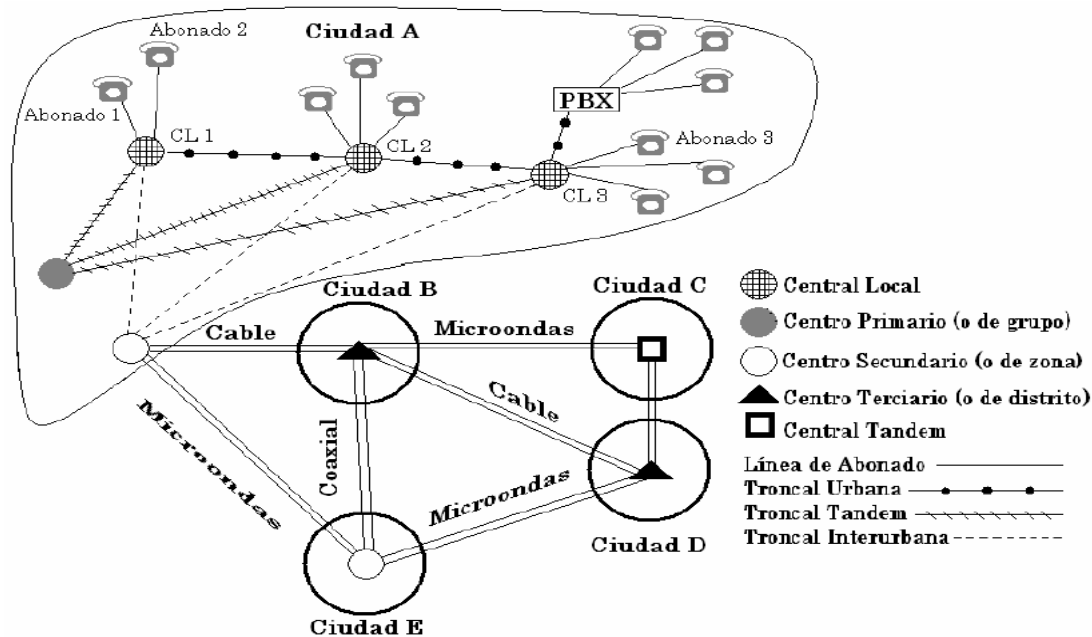 Abonado 2
Ciudad A
Abonado 1
PBX
CL 1
CL 2
Abonado 3
CL 3
Ciudad B
Ciudad C
Cable
Microondas
Cable
Microondas
Coaxial
Microondas
Ciudad D
Ciudad E
Central Local
Centro Primario (o de grupo)
Centro Secundario (o de zona)
Centro Terciario (o de distrito)
Central Tandem
Línea de Abonado
Troncal Urbana
Troncal Tandem
Troncal Interurbana